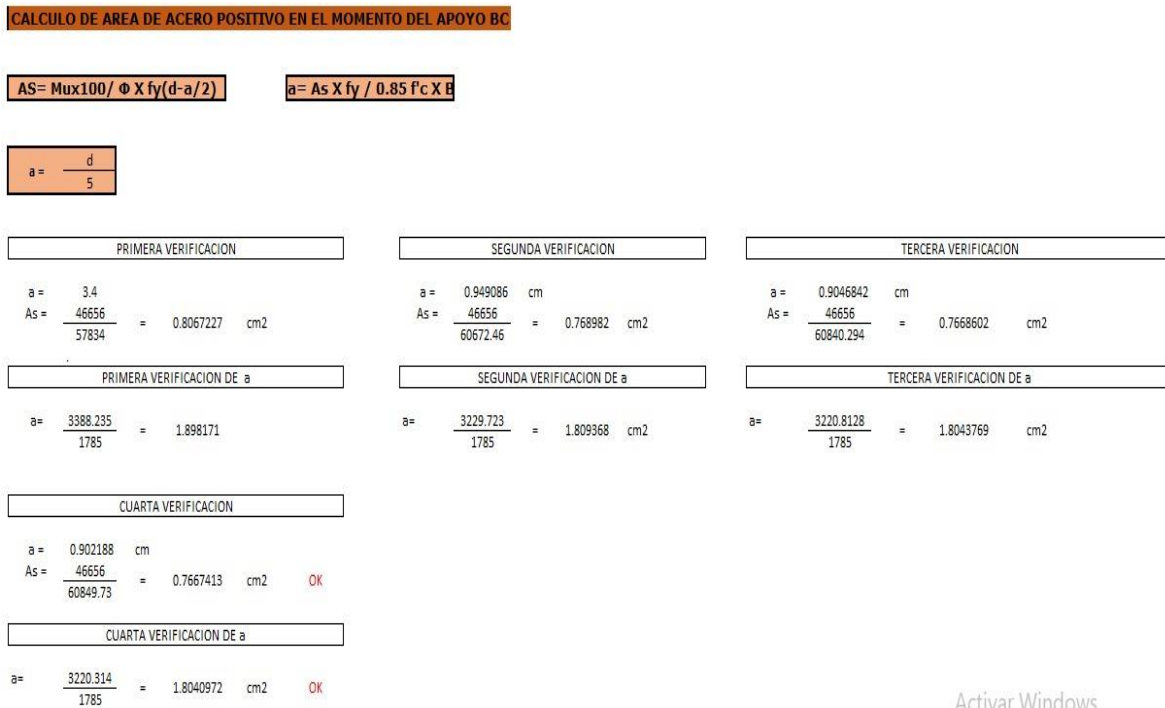 CALCULO DE AREA DE ACERO POSITIVO EN EL MOMENTO DEL APOYO BC
AS= Mux100/ Φ X fy(d-a/2)
a= As X fy / 0.85 f'c X B
a = d
5
PRIMERA VERIFICACION
a = 3.4
As = 46656
57834
= 0.8067227 cm2
PRIMERA VERIFICACION DE a
a= 3388.235
1785
= 1.898171
SEGUNDA VERIFICACION
a = 0.949086 cm
As = 46656
60672.46
= 0.768982 cm2
SEGUNDA VERIFICACION DE a
a= 3229.723
1785
= 1.809368 cm2
TERCERA VERIFICACION
a = 0.9046842 cm
As = 46656
60840.294
= 0.7668602 cm2
TERCERA VERIFICACION DE a
a= 3220.8128
1785
= 1.8043769 cm2
CUARTA VERIFICACION
a = 0.902188 cm
As = 46656
60849.73
= 0.7667413 cm2 OK
CUARTA VERIFICACION DE a
a= 3220.314
1785
= 1.8040972 cm2 OK
Activar Windows